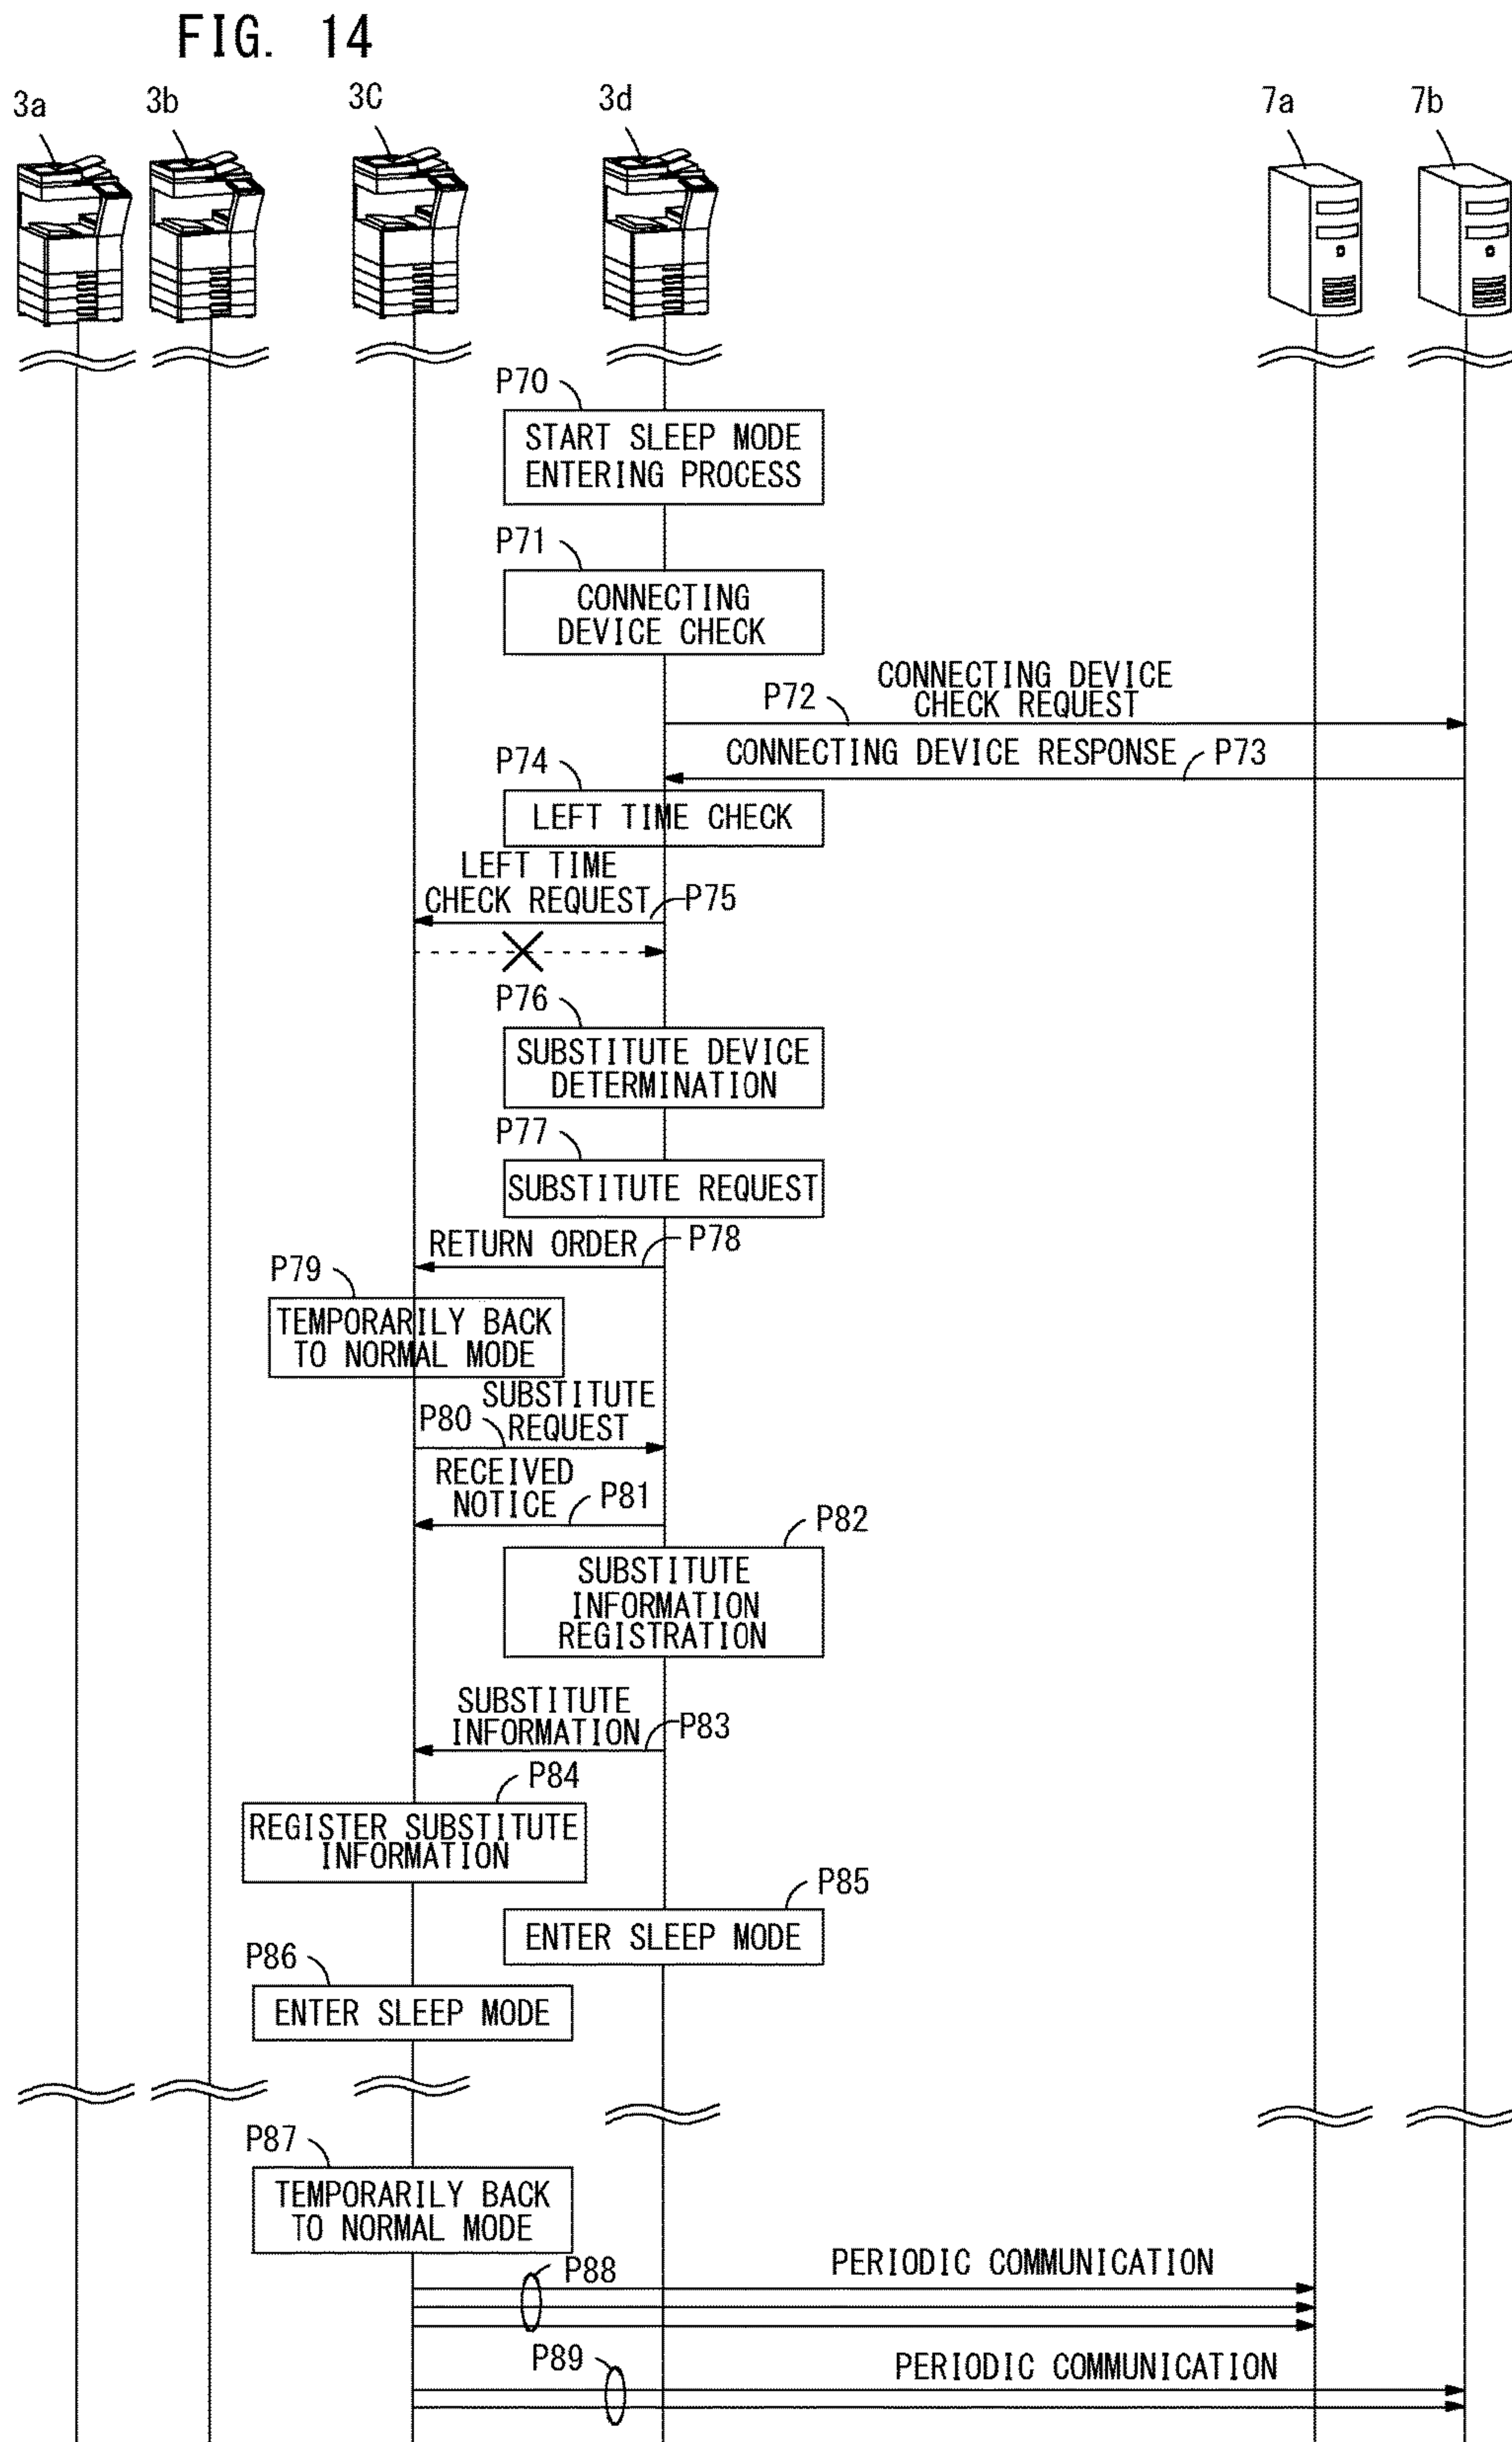 FIG. 14
3a
3b
3C
3d
7a
7b
P70
START SLEEP MODE
ENTERING PROCESS
P71
CONNECTING
DEVICE CHECK
CONNECTING DEVICE
CHECK REQUEST
P72
CONNECTING DEVICE RESPONSE
P73
P74
LEFT TIME CHECK
LEFT TIME
CHECK REQUEST
P75
P76
SUBSTITUTE DEVICE
DETERMINATION
P77
SUBSTITUTE REQUEST
RETURN ORDER
P78
P79
TEMPORARILY BACK
TO NORMAL MODE
SUBSTITUTE
REQUEST
P80
RECEIVED
NOTICE
P81
P82
SUBSTITUTE
INFORMATION
REGISTRATION
SUBSTITUTE
INFORMATION
P83
P84
REGISTER SUBSTITUTE
INFORMATION
P85
ENTER SLEEP MODE
P86
ENTER SLEEP MODE
P87
TEMPORARILY BACK
TO NORMAL MODE
P88
PERIODIC COMMUNICATION
P89
PERIODIC COMMUNICATION